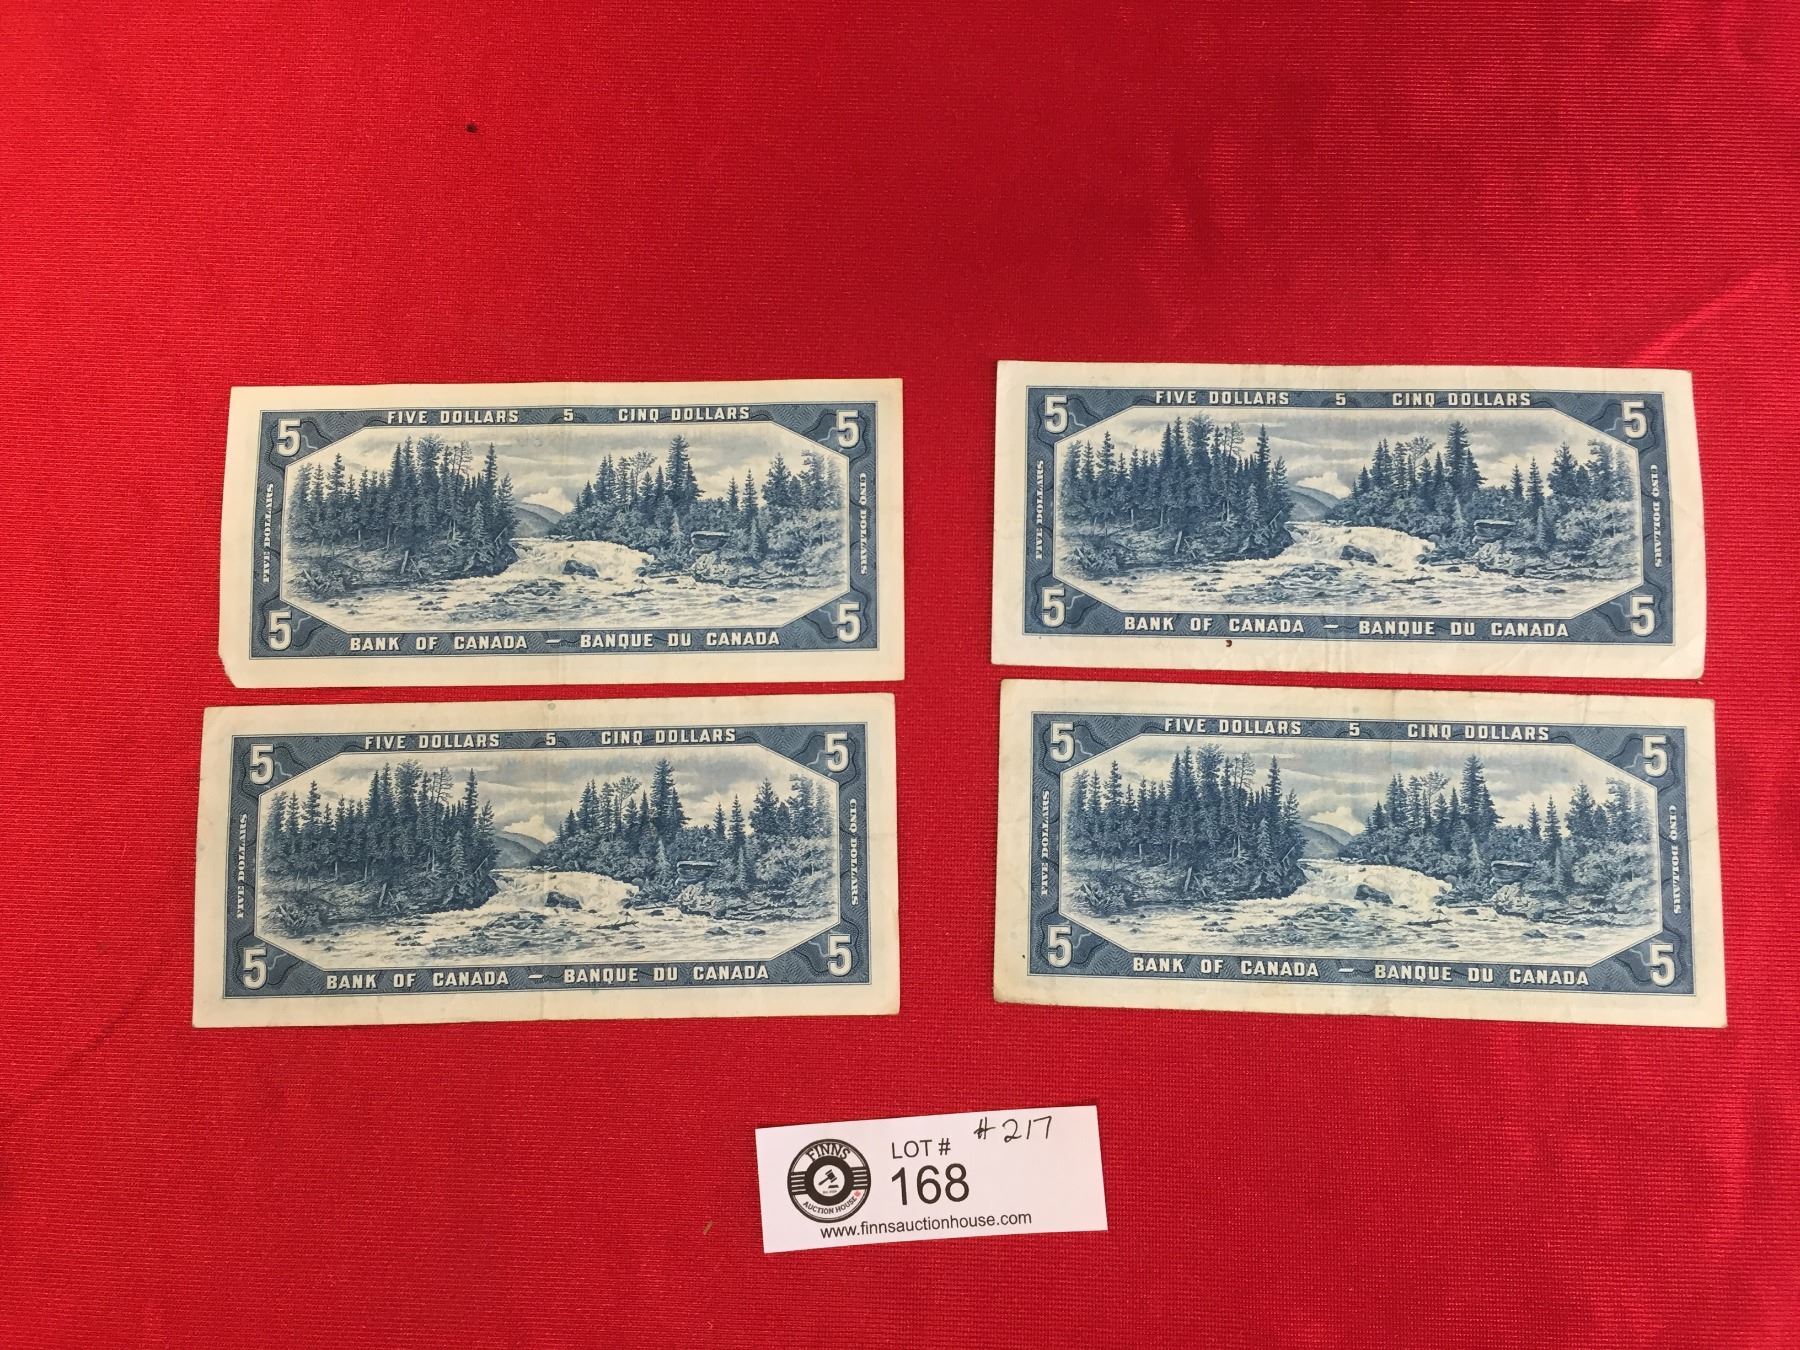 FIVE DOLLARS 5 CINQ DOLLARS
5 5
FIVE DOLLARS
CINQ DOLLARS
5 5
BANK OF CANADA — BANQUE DU CANADA
FIVE DOLLARS 5 CINQ DOLLARS
5 5
FIVE DOLLARS
CINQ DOLLARS
5 5
BANK OF CANADA — BANQUE DU CANADA
FIVE DOLLARS 5 CINQ DOLLARS
5 5
FIVE DOLLARS
CINQ DOLLARS
5 5
BANK OF CANADA — BANQUE DU CANADA
FIVE DOLLARS 5 CINQ DOLLARS
5 5
FIVE DOLLARS
CINQ DOLLARS
5 5
BANK OF CANADA — BANQUE DU CANADA
FINNS
AUCTION HOUSE
LOT # #217
168
www.finnsauctionhouse.com